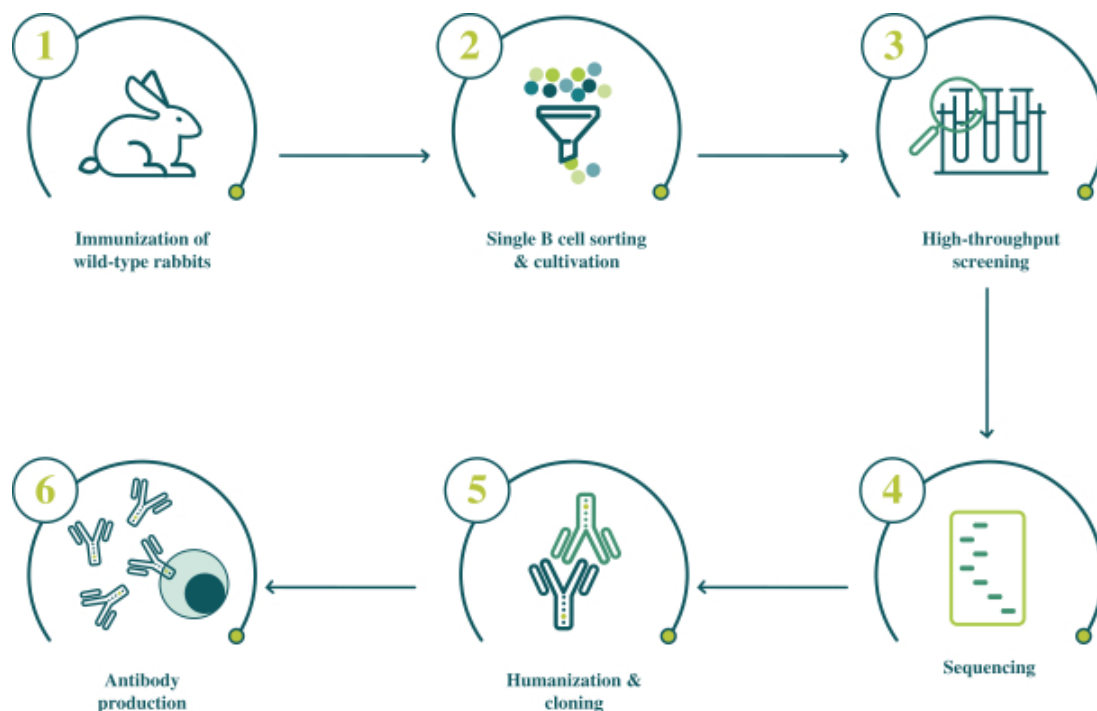 1
Immunization of
wild-type rabbits
2
Single B cell sorting
& cultivation
3
High-throughput
screening
4
Sequencing
5
Humanization &
cloning
6
Antibody
production